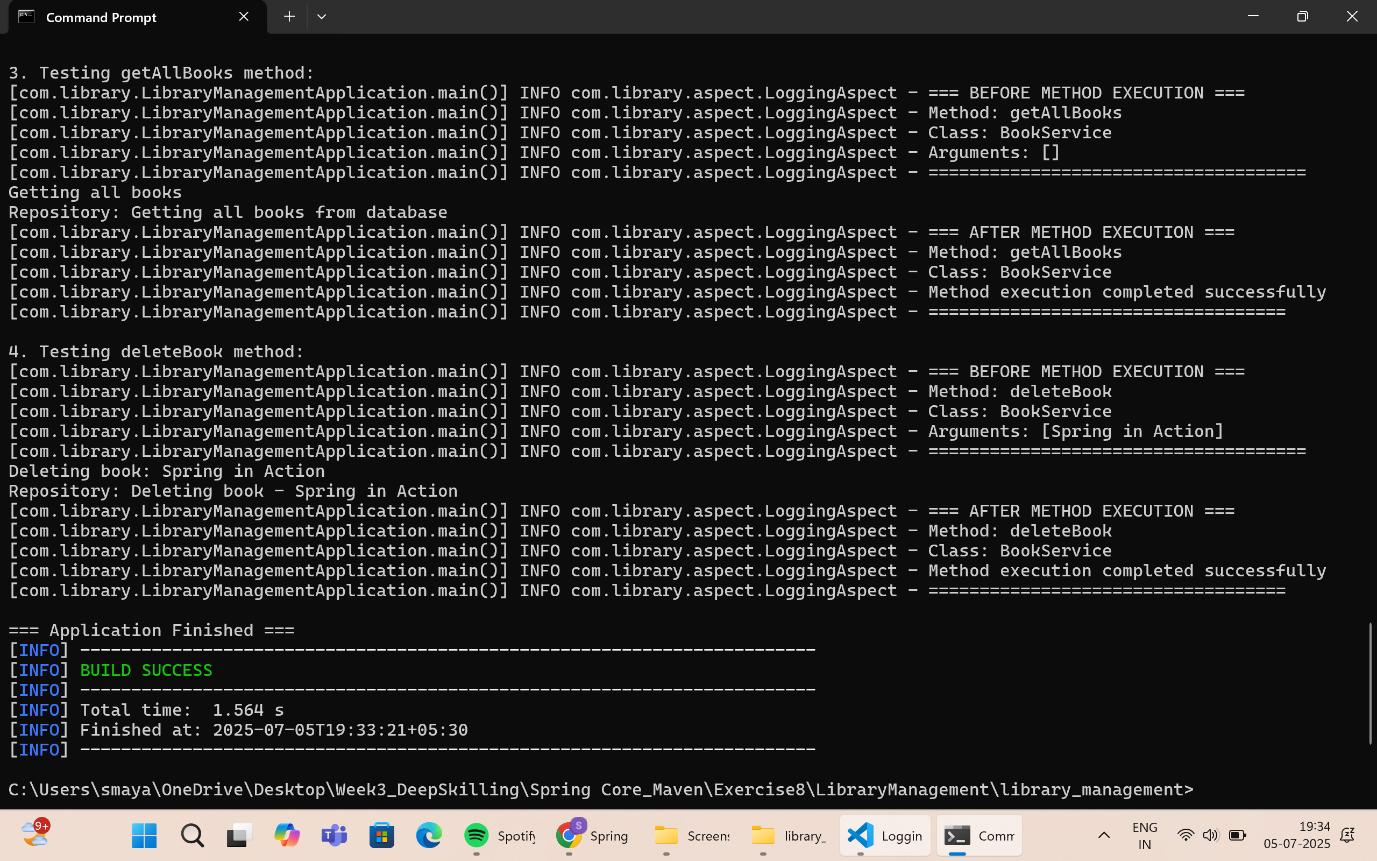 Command Prompt
3. Testing getAllBooks method:
[com.library.LibraryManagementApplication.main()] INFO com.library.aspect.LoggingAspect - === BEFORE METHOD EXECUTION ===
[com.library.LibraryManagementApplication.main()] INFO com.library.aspect.LoggingAspect - Method: getAllBooks
[com.library.LibraryManagementApplication.main()] INFO com.library.aspect.LoggingAspect - Class: BookService
[com.library.LibraryManagementApplication.main()] INFO com.library.aspect.LoggingAspect - Arguments: []
[com.library.LibraryManagementApplication.main()] INFO com.library.aspect.LoggingAspect - =====================================
Getting all books
Repository: Getting all books from database
[com.library.LibraryManagementApplication.main()] INFO com.library.aspect.LoggingAspect - === AFTER METHOD EXECUTION ===
[com.library.LibraryManagementApplication.main()] INFO com.library.aspect.LoggingAspect - Method: getAllBooks
[com.library.LibraryManagementApplication.main()] INFO com.library.aspect.LoggingAspect - Class: BookService
[com.library.LibraryManagementApplication.main()] INFO com.library.aspect.LoggingAspect - Method execution completed successfully
[com.library.LibraryManagementApplication.main()] INFO com.library.aspect.LoggingAspect - ===================================
4. Testing deleteBook method:
[com.library.LibraryManagementApplication.main()] INFO com.library.aspect.LoggingAspect - === BEFORE METHOD EXECUTION ===
[com.library.LibraryManagementApplication.main()] INFO com.library.aspect.LoggingAspect - Method: deleteBook
[com.library.LibraryManagementApplication.main()] INFO com.library.aspect.LoggingAspect - Class: BookService
[com.library.LibraryManagementApplication.main()] INFO com.library.aspect.LoggingAspect - Arguments: [Spring in Action]
[com.library.LibraryManagementApplication.main()] INFO com.library.aspect.LoggingAspect - =====================================
Deleting book: Spring in Action
Repository: Deleting book - Spring in Action
[com.library.LibraryManagementApplication.main()] INFO com.library.aspect.LoggingAspect - === AFTER METHOD EXECUTION ===
[com.library.LibraryManagementApplication.main()] INFO com.library.aspect.LoggingAspect - Method: deleteBook
[com.library.LibraryManagementApplication.main()] INFO com.library.aspect.LoggingAspect - Class: BookService
[com.library.LibraryManagementApplication.main()] INFO com.library.aspect.LoggingAspect - Method execution completed successfully
[com.library.LibraryManagementApplication.main()] INFO com.library.aspect.LoggingAspect - ===================================
=== Application Finished ===
[INFO] ------------------------------------------------------------------------
[INFO] BUILD SUCCESS
[INFO] ------------------------------------------------------------------------
[INFO] Total time:  1.564 s
[INFO] Finished at: 2025-07-05T19:33:21+05:30
[INFO] ------------------------------------------------------------------------
C:\Users\smaya\OneDrive\Desktop\Week3_DeepSkilling\Spring Core_Maven\Exercise8\LibraryManagement\library_management>
9+ Spotify S Spring Screens library_ Loggin Comm ENG 19:34
IN 05-07-2025